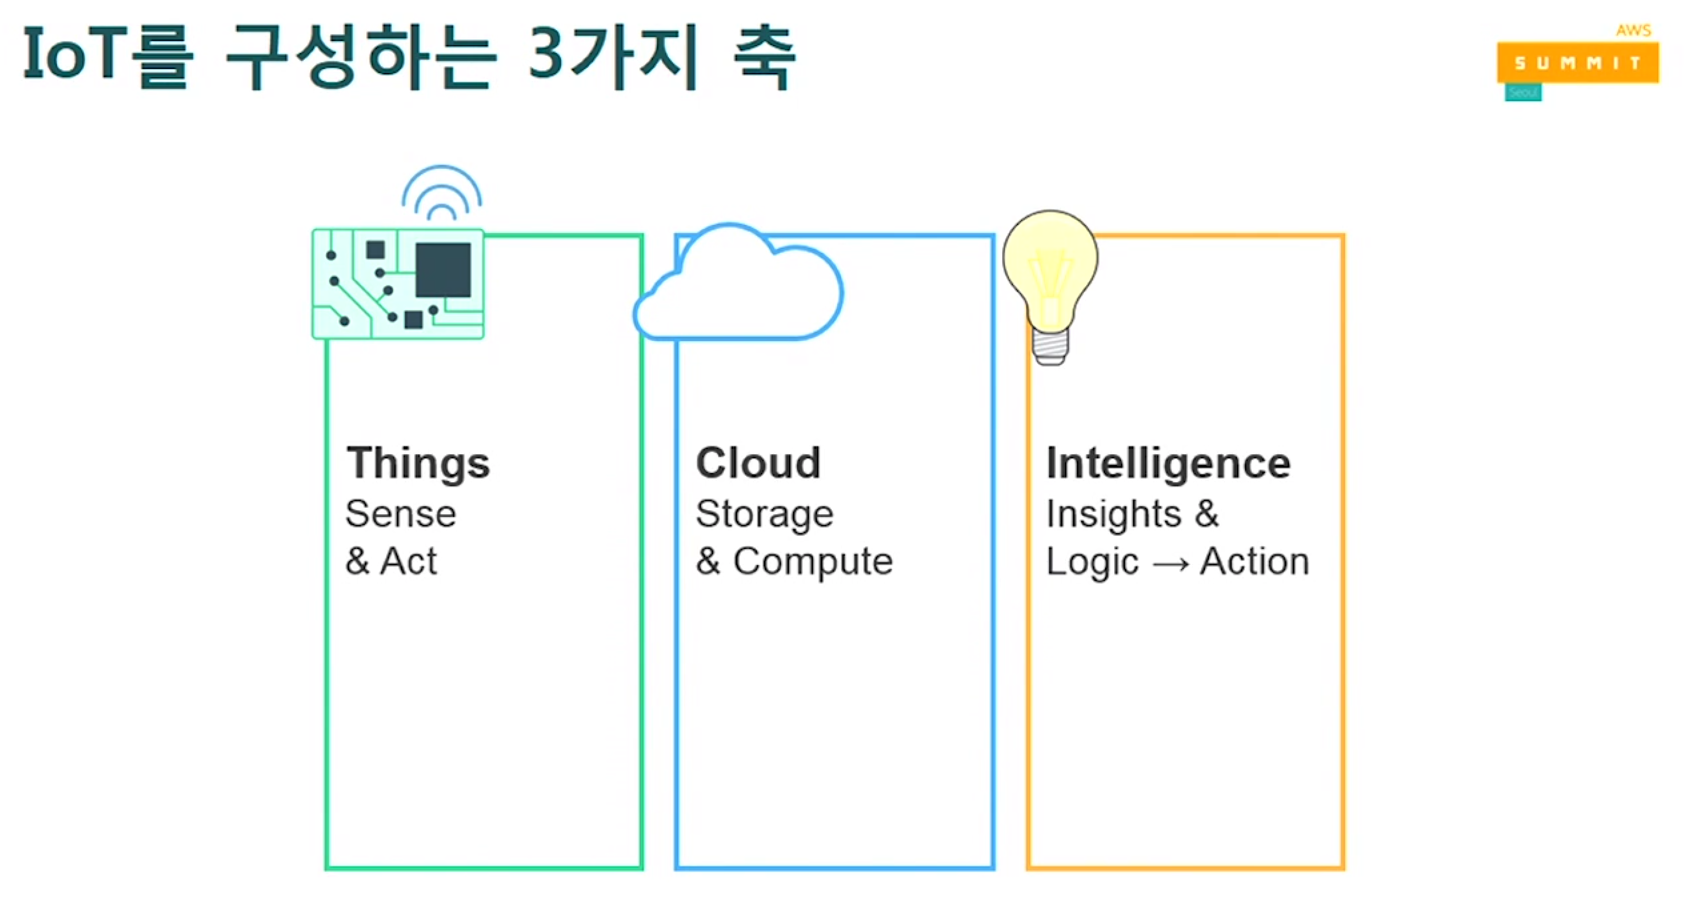 IoT를 구성하는 3가지 축
AWS
SUMMIT
Seoul
Things
Sense
& Act
Cloud
Storage
& Compute
Intelligence
Insights &
Logic → Action